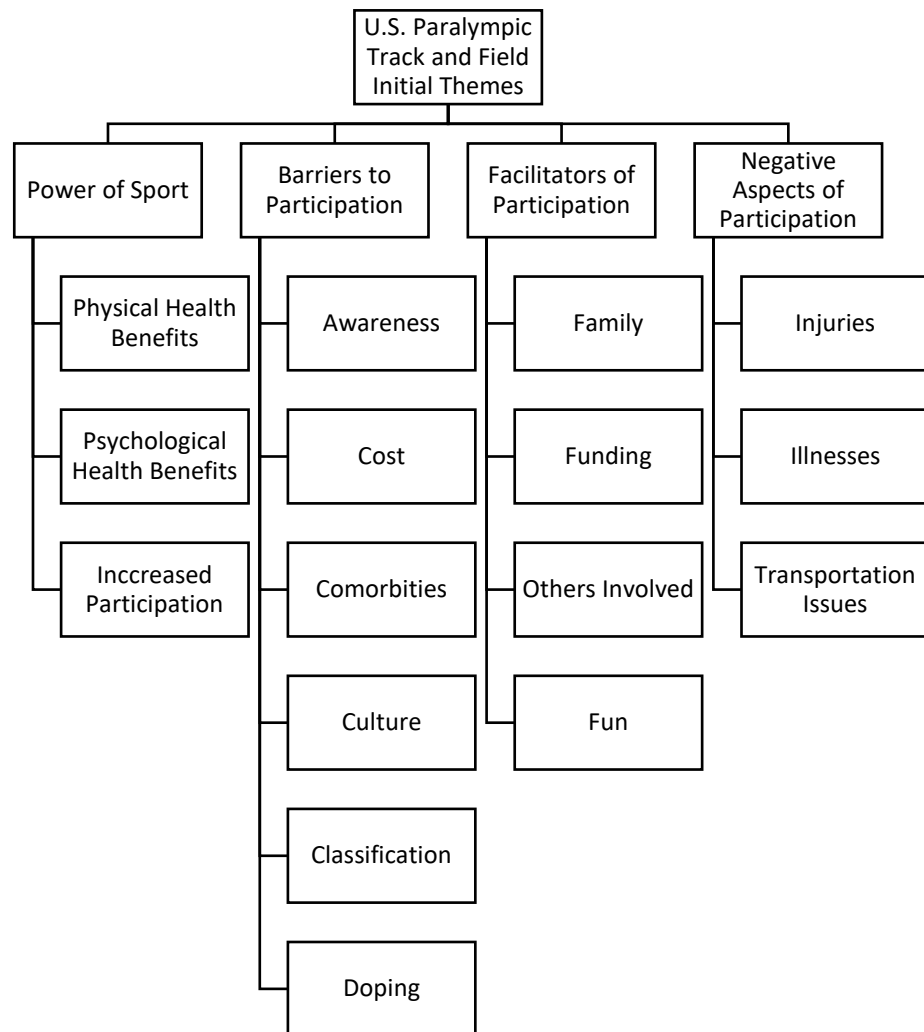 U.S. Paralympic
Track and Field
Initial Themes
Power of Sport
Physical Health
Benefits
Psychological
Health Benefits
Inccreased
Participation
Barriers to
Participation
Awareness
Cost
Comorbities
Culture
Classification
Doping
Facilitators of
Participation
Family
Funding
Others Involved
Fun
Negative
Aspects of
Participation
Injuries
Illnesses
Transportation
Issues